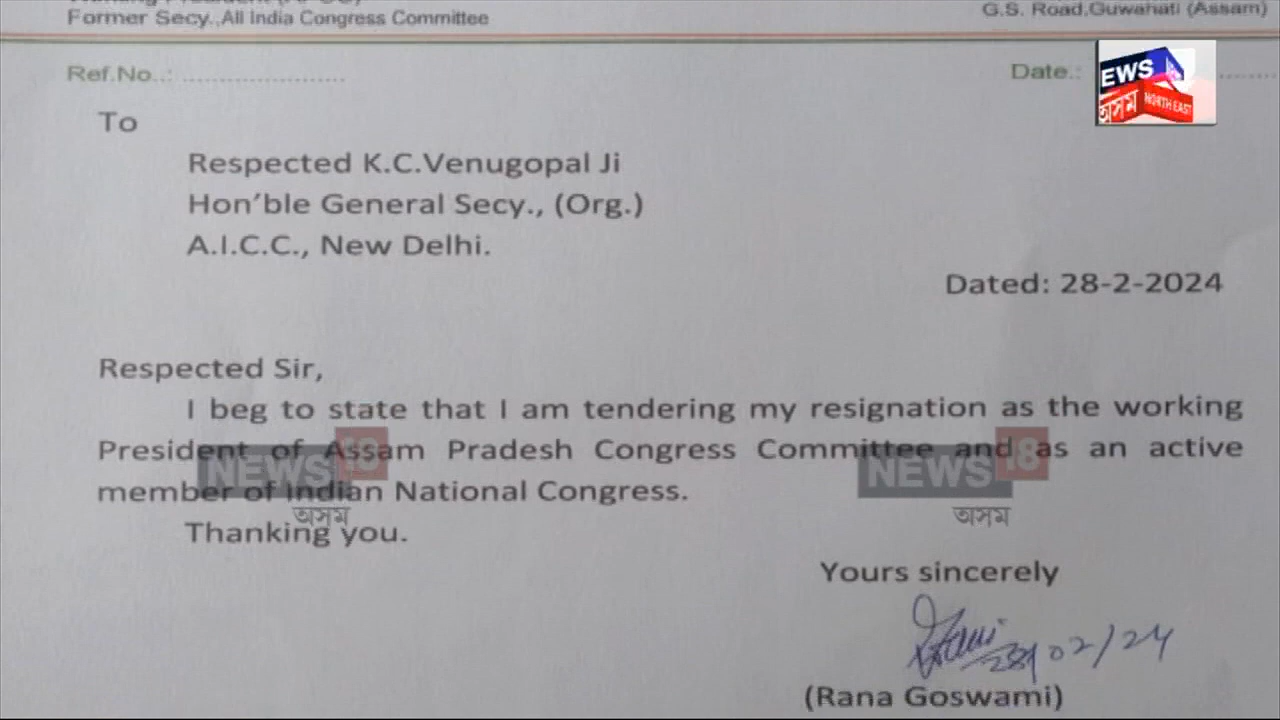 Former Secy.,All India Congress Committee
G.S. Road,Guwahati (Assam)
Ref.No..: ........................
Date.:
EWS
অসম
NORTH EAST
To
Respected K.C.Venugopal Ji
Hon’ble General Secy., (Org.)
A.I.C.C., New Delhi.
Dated: 28-2-2024
Respected Sir,
I beg to state that I am tendering my resignation as the working
President of Assam Pradesh Congress Committee and as an active
member of Indian National Congress.
Thanking you.
NEWS18
অসম
NEWS18
অসম
Yours sincerely
28/02/24
(Rana Goswami)